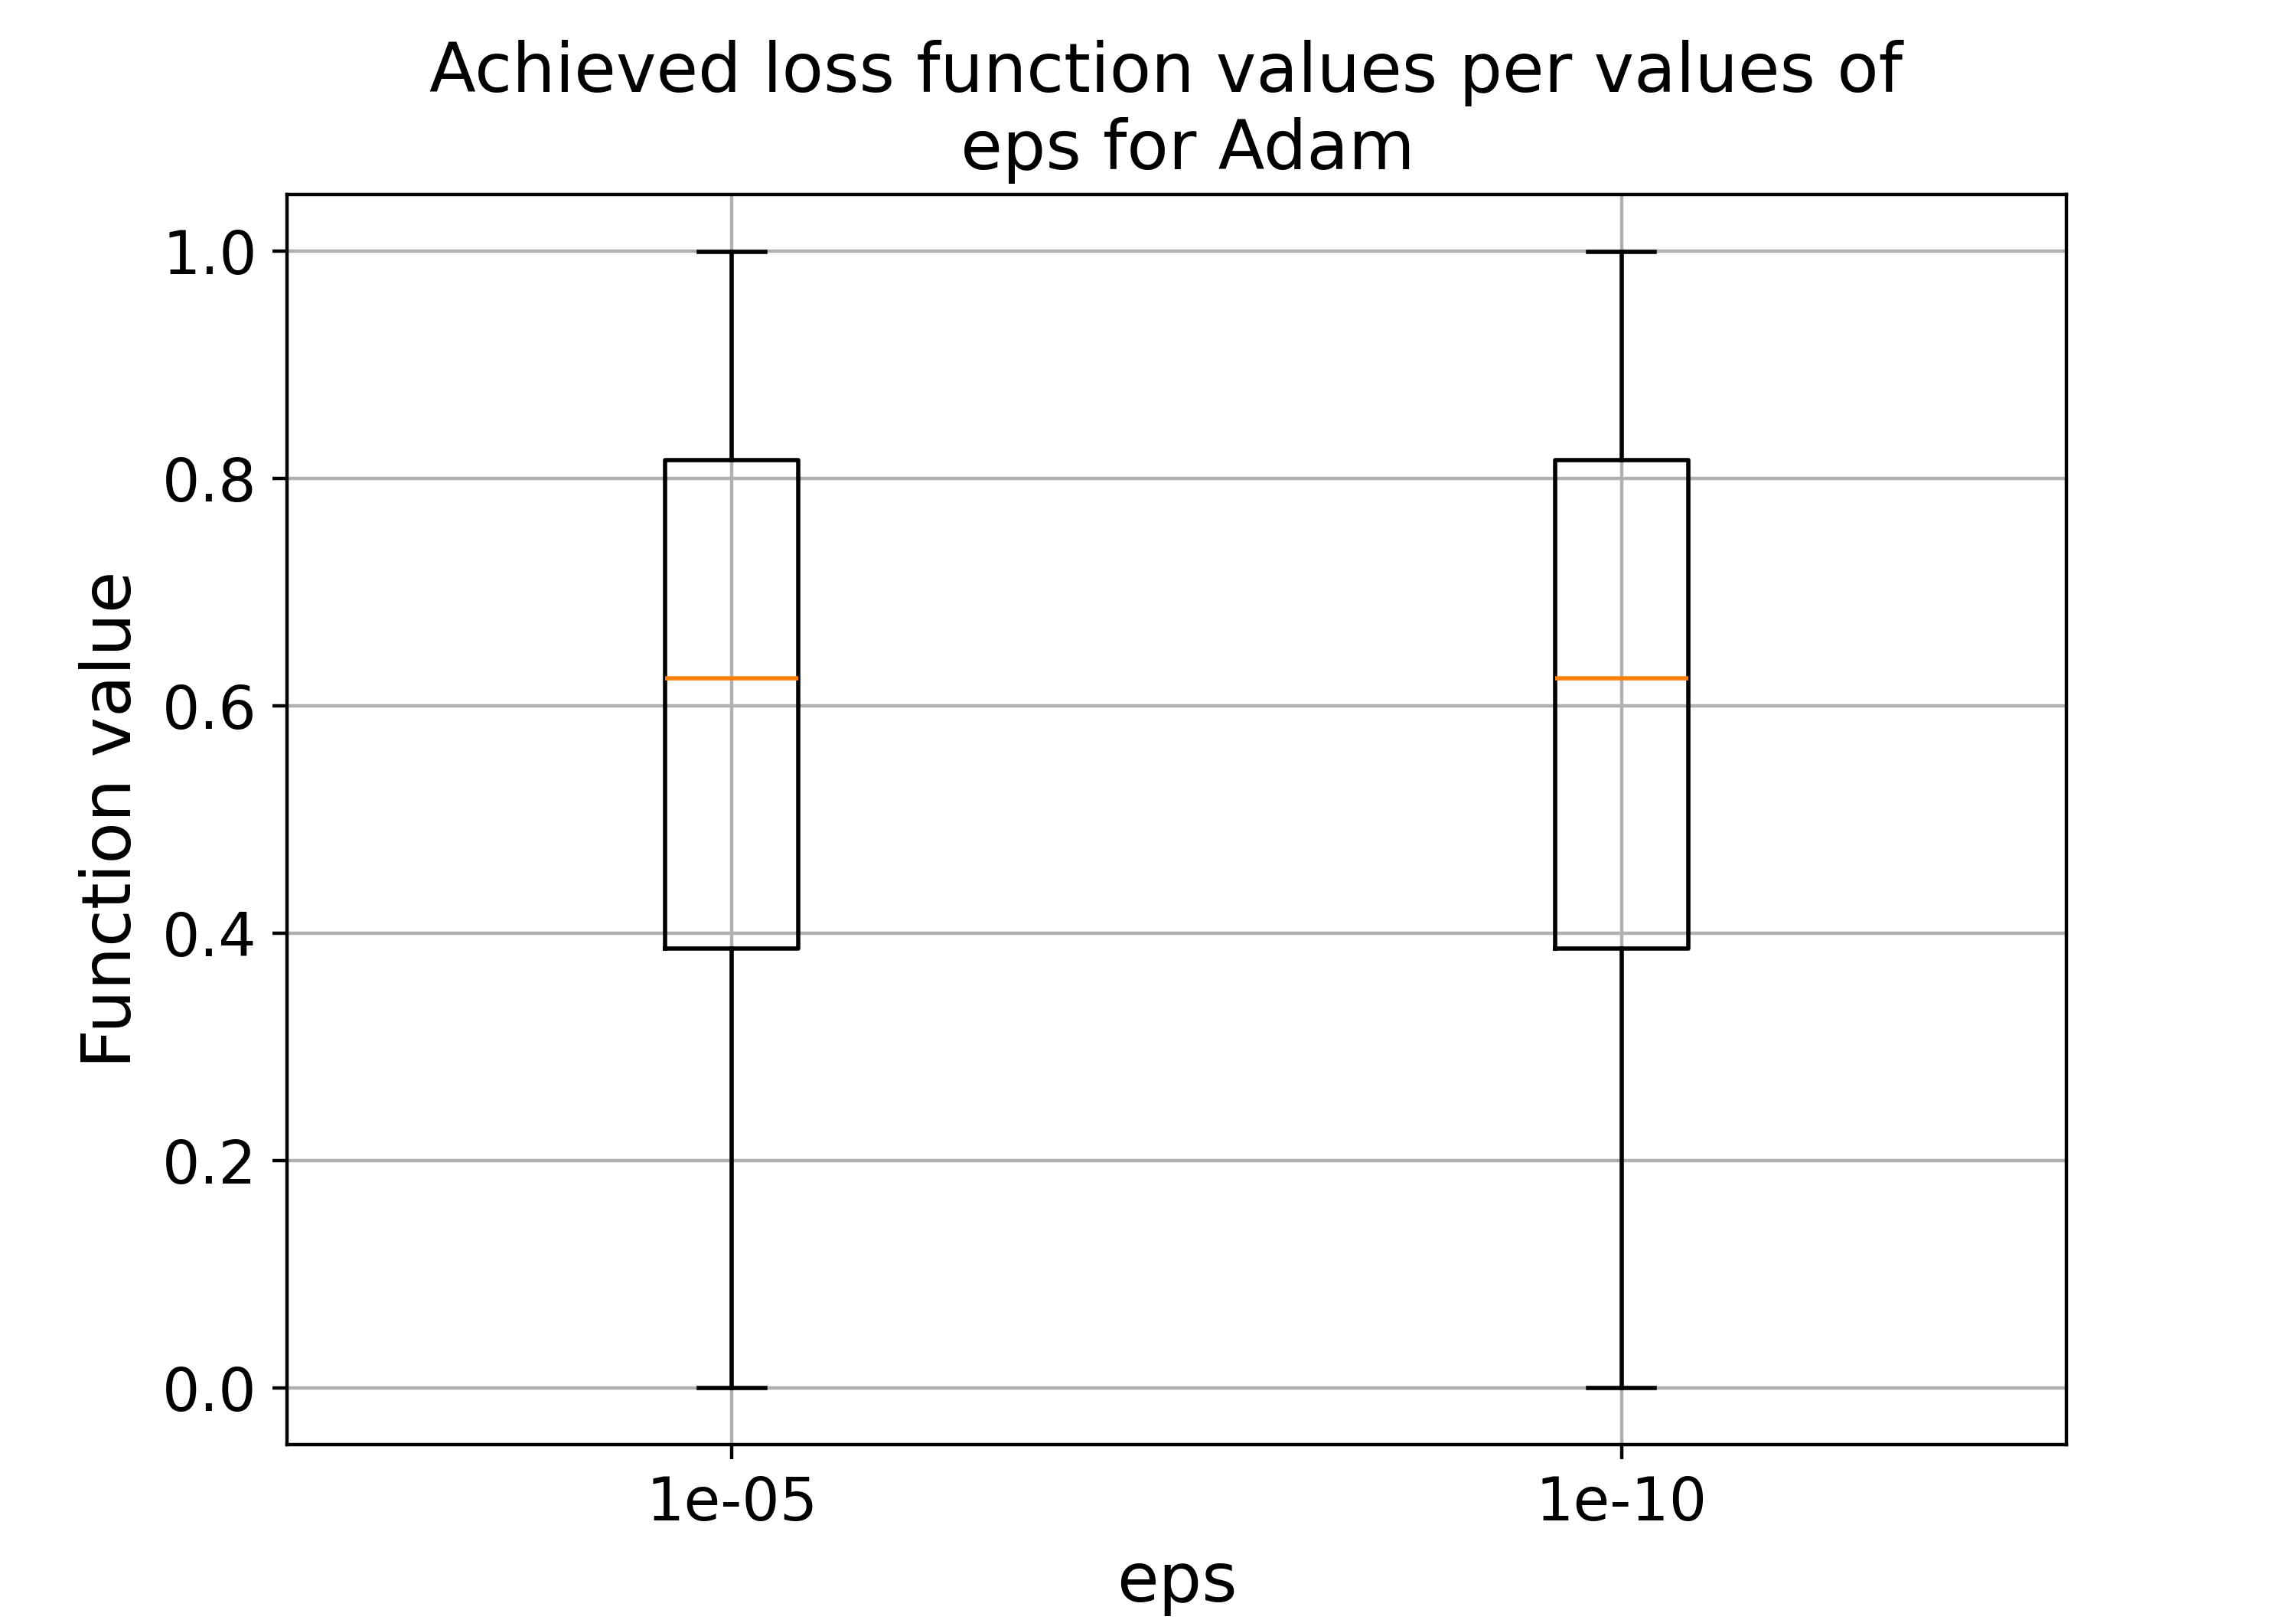 Achieved loss function values per values of
eps for Adam
Function value
1.0
0.8
0.6
0.4
0.2
0.0
1e-05
1e-10
eps